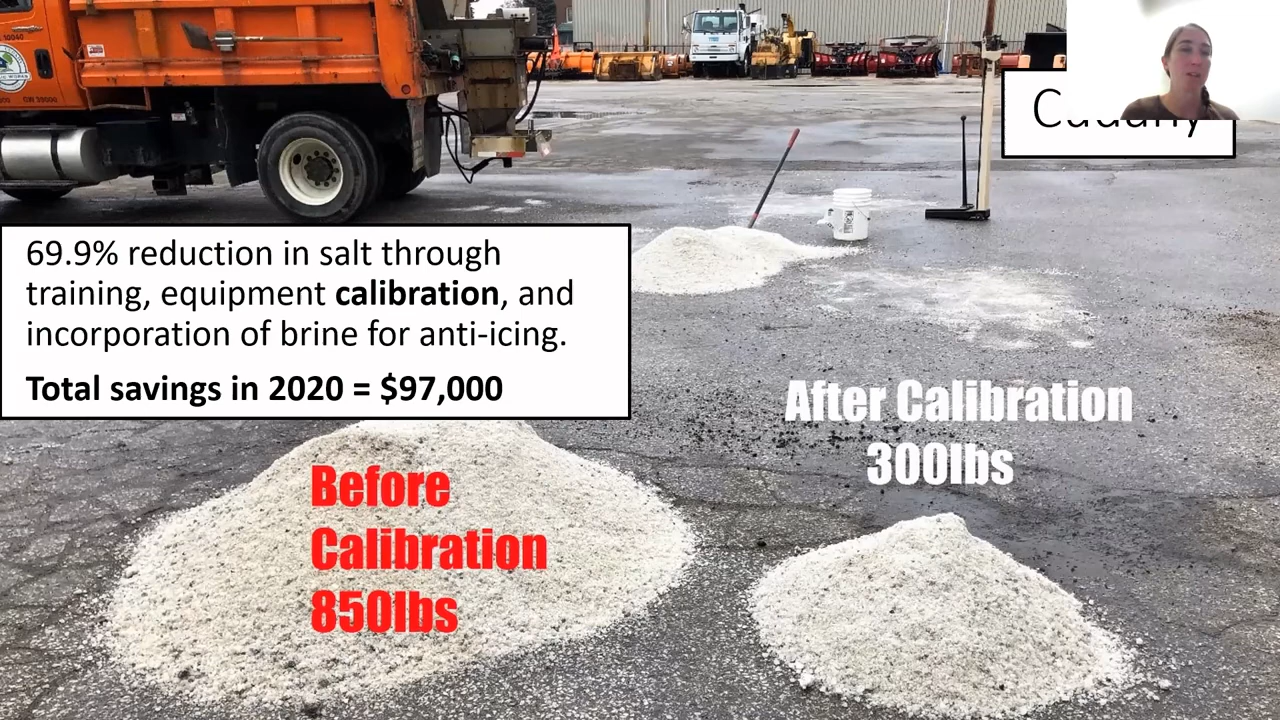 69.9% reduction in salt through
training, equipment calibration, and
incorporation of brine for anti-icing.
Total savings in 2020 = $97,000
After Calibration
300lbs
Before
Calibration
850lbs